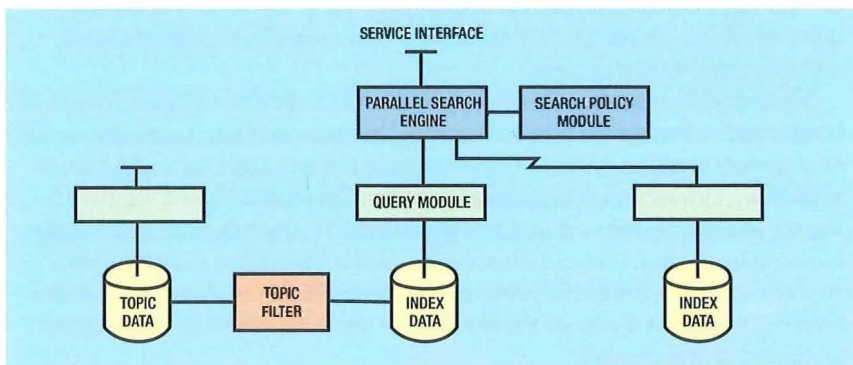 SERVICE INTERFACE
PARALLEL SEARCH
ENGINE
SEARCH POLICY
MODULE
QUERY MODULE
TOPIC
DATA
TOPIC
FILTER
INDEX
DATA
INDEX
DATA